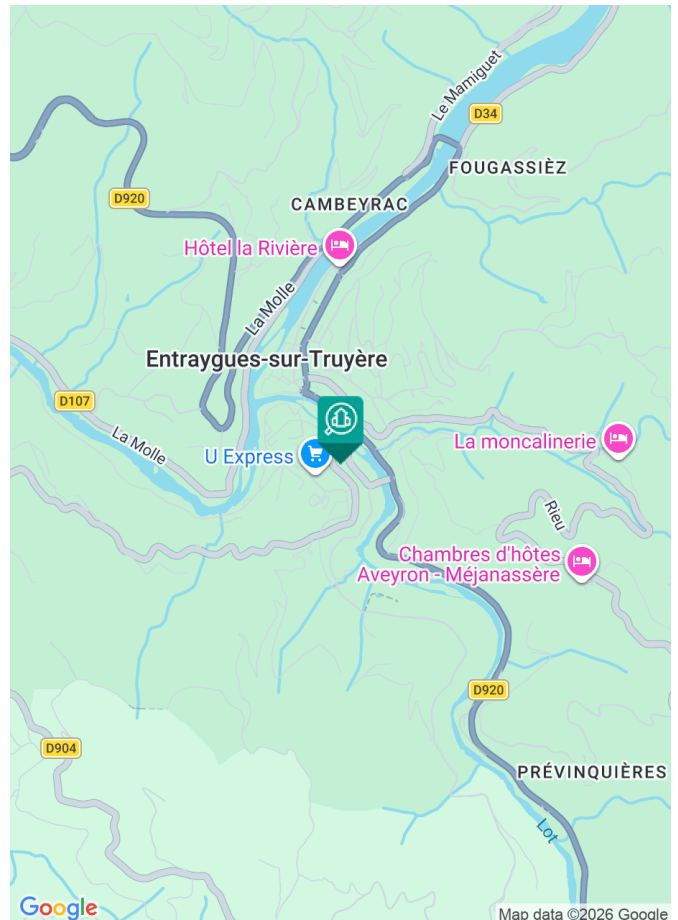 Le Mamiguet
D34
FOUGASSIÈZ
D920
CAMBEYRAC
Hôtel la Rivière
La Molle
Entraygues-sur-Truyère
D107
La Molle
U Express
La moncalinerie
Rieu
Chambres d'hôtes
Aveyron - Méjanassère
D920
D904
PRÉVINQUIÈRES
Lot
Google
Map data ©2026 Google